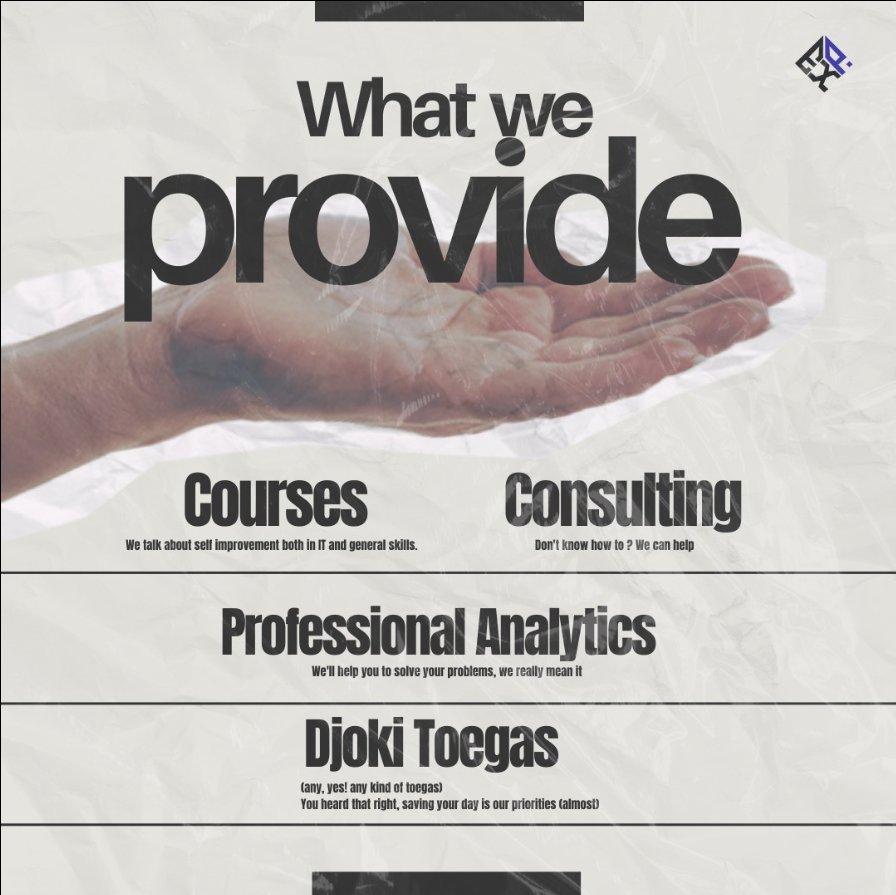 What we
provide
Courses
We talk about self improvement both in IT and general skills.
Consulting
Don't know how to ? We can help
Professional Analytics
We'll help you to solve your problems, we really mean it
Djoki Toegas
(any, yes! any kind of toegas)
You heard that right, saving your day is our priorities (almost)